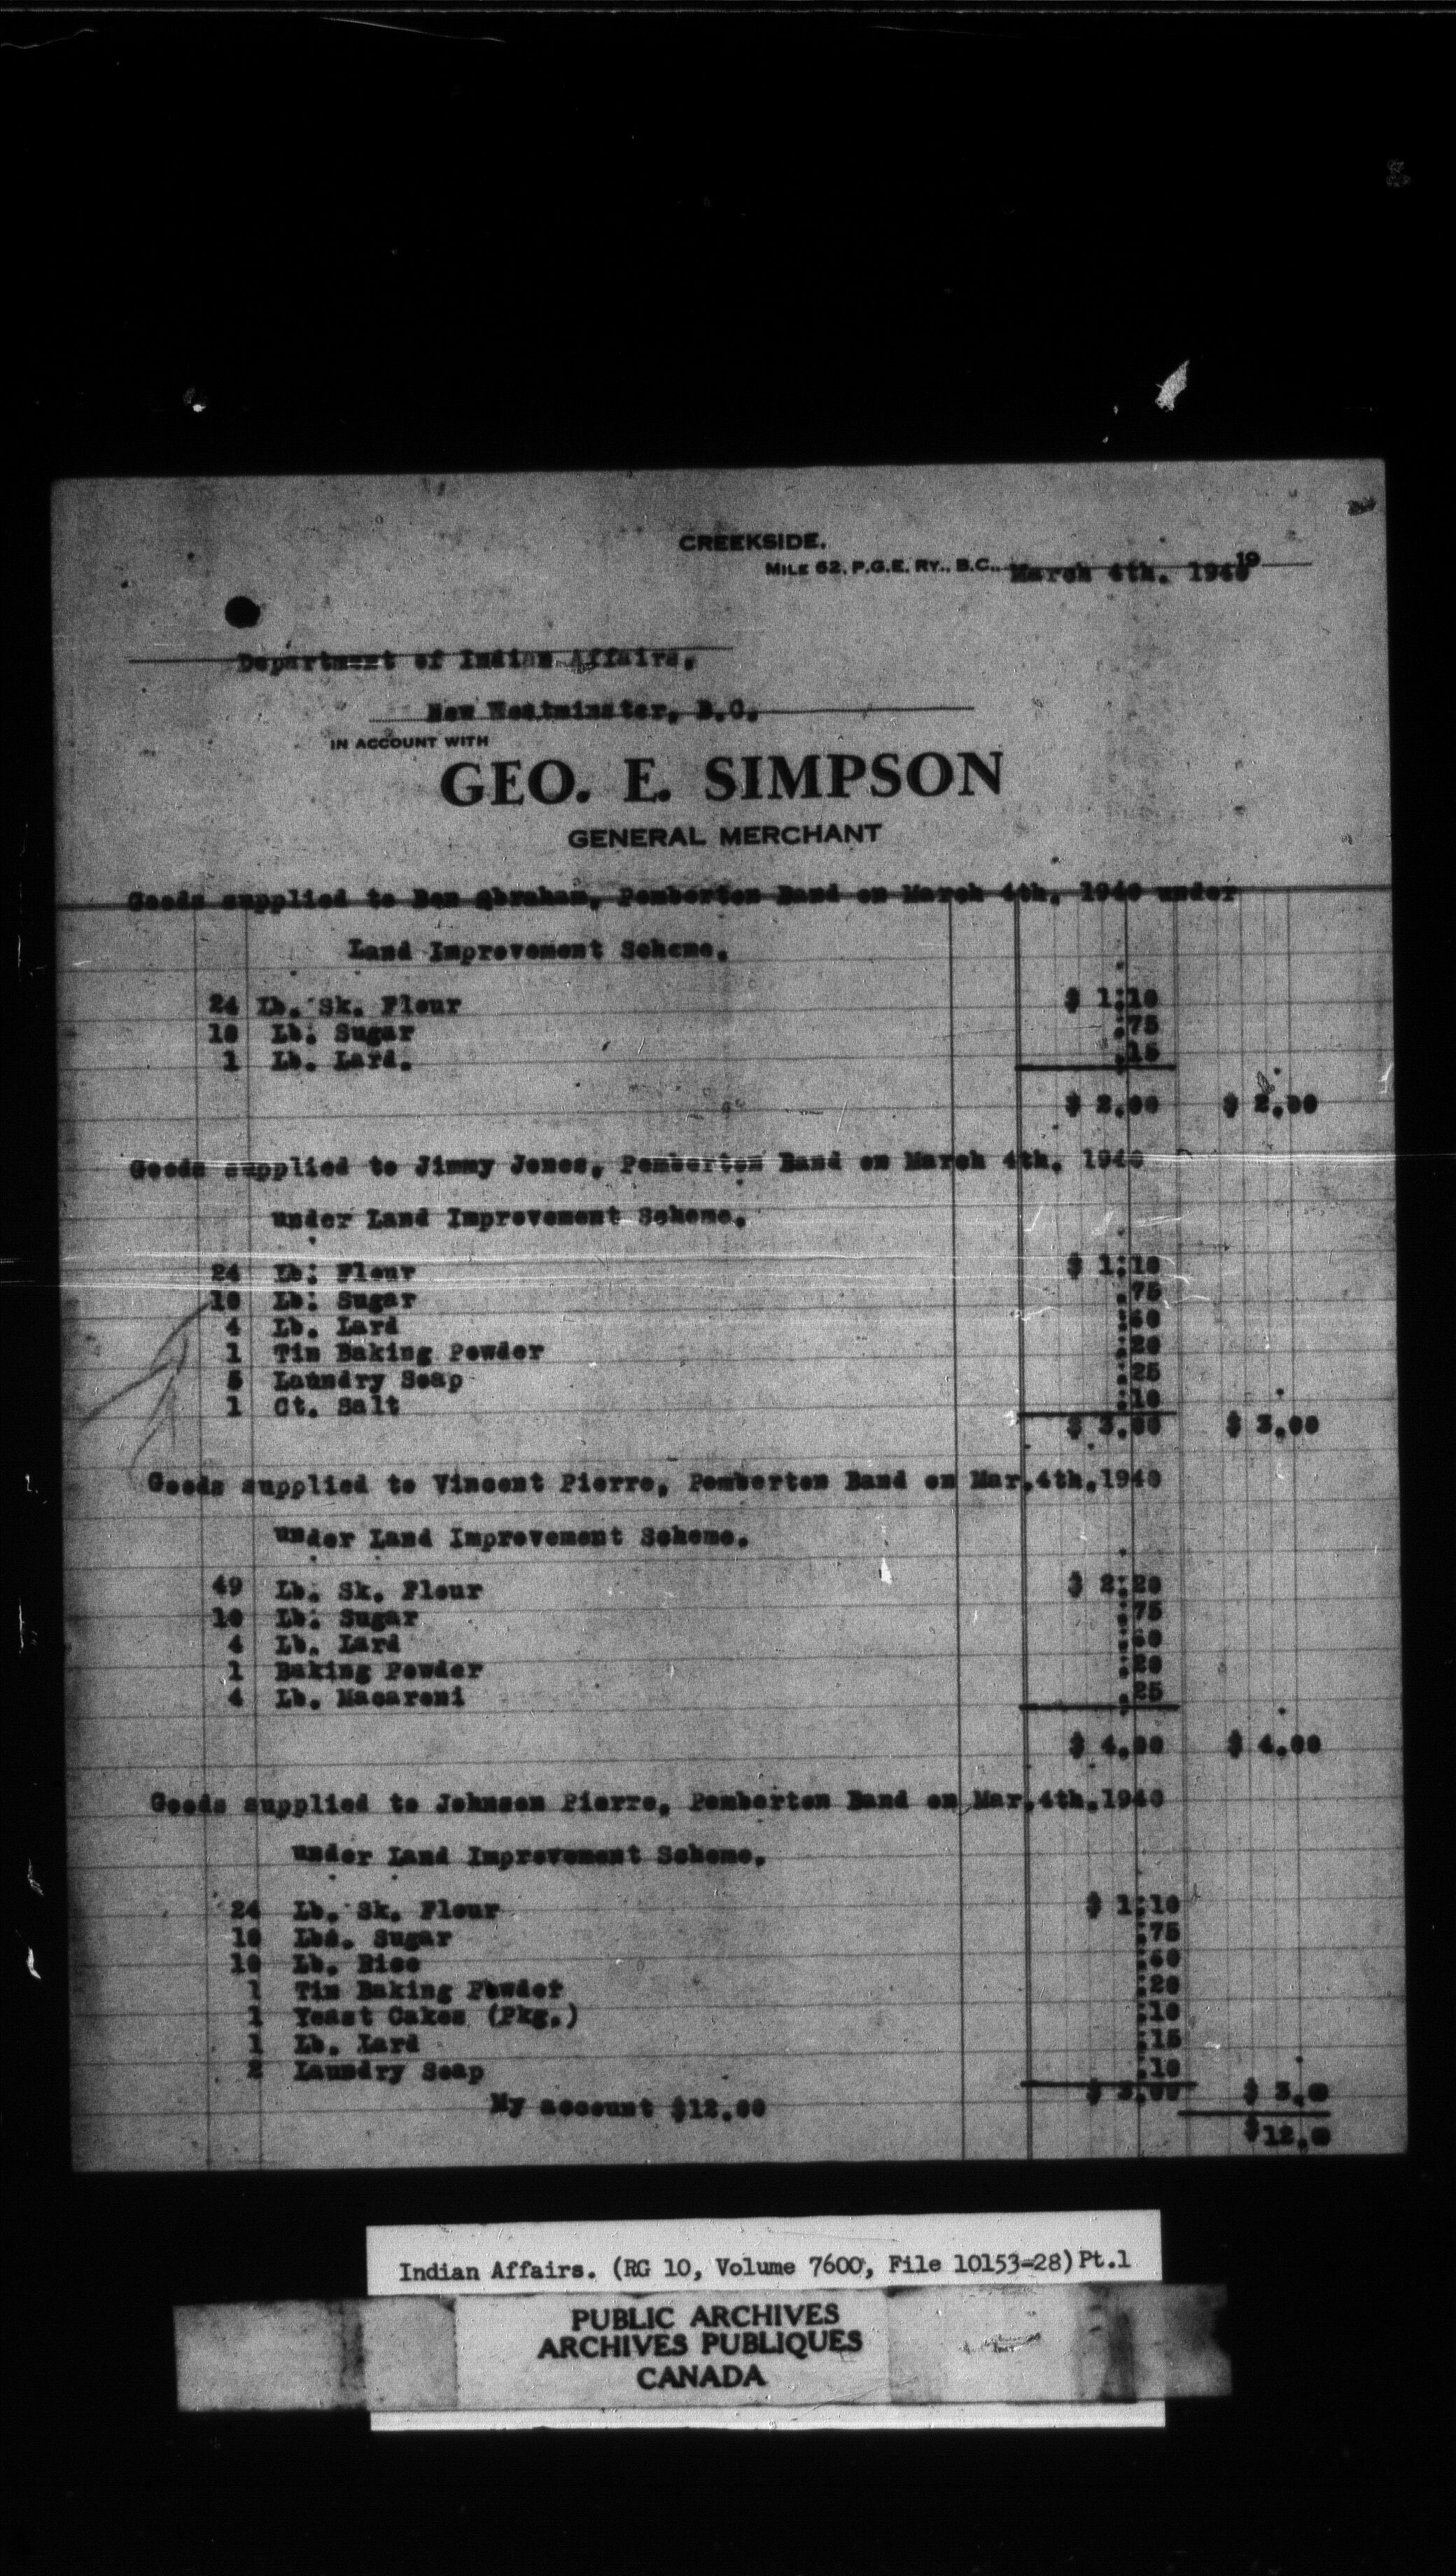 CREEKSIDE,
MILE 62, P.G.E. RY., B.C., March 4th. 1940 19
Department of Indian Affairs,
New Westminster, B.C.
IN ACCOUNT WITH
GEO. E. SIMPSON
GENERAL MERCHANT
Goods supplied to Ben Abraham, Pemberton Band on March 4th. 1940 under
Land Improvement Scheme.
24 Lb. Sk. Flour $ 1.10
10 Lb. Sugar .75
1 Lb. Lard. .15
$ 2.00 $ 2.00
Goods supplied to Jimmy Jones, Pemberton Band on March 4th. 1940
under Land Improvement Scheme.
24 Lb. Flour $ 1.10
10 Lb. Sugar .75
4 Lb. Lard .60
1 Tin Baking Powder .20
5 Laundry Soap .25
1 Ct. Salt .10
$ 3.00 $ 3.00
Goods supplied to Vincent Pierre, Pemberton Band on Mar.4th.1940
under Land Improvement Scheme.
49 Lb. Sk. Flour $ 2.20
10 Lb. Sugar .75
4 Lb. Lard .60
1 Baking Powder .20
4 Lb. Macaroni .25
$ 4.00 $ 4.00
Goods supplied to Johnson Pierre, Pemberton Band on Mar.4th.1940
under Land Improvement Scheme.
24 Lb. Sk. Flour $ 1.10
10 Lbs. Sugar .75
10 Lb. Rice .60
1 Tin Baking Powder .20
1 Yeast Cakes (Pkg.) .10
1 Lb. Lard .15
2 Laundry Soap .10
$ 3.00 $ 3.0
My account $12.00
$12.0
Indian Affairs. (RG 10, Volume 7600, File 10153-28) Pt.1
PUBLIC ARCHIVES
ARCHIVES PUBLIQUES
CANADA